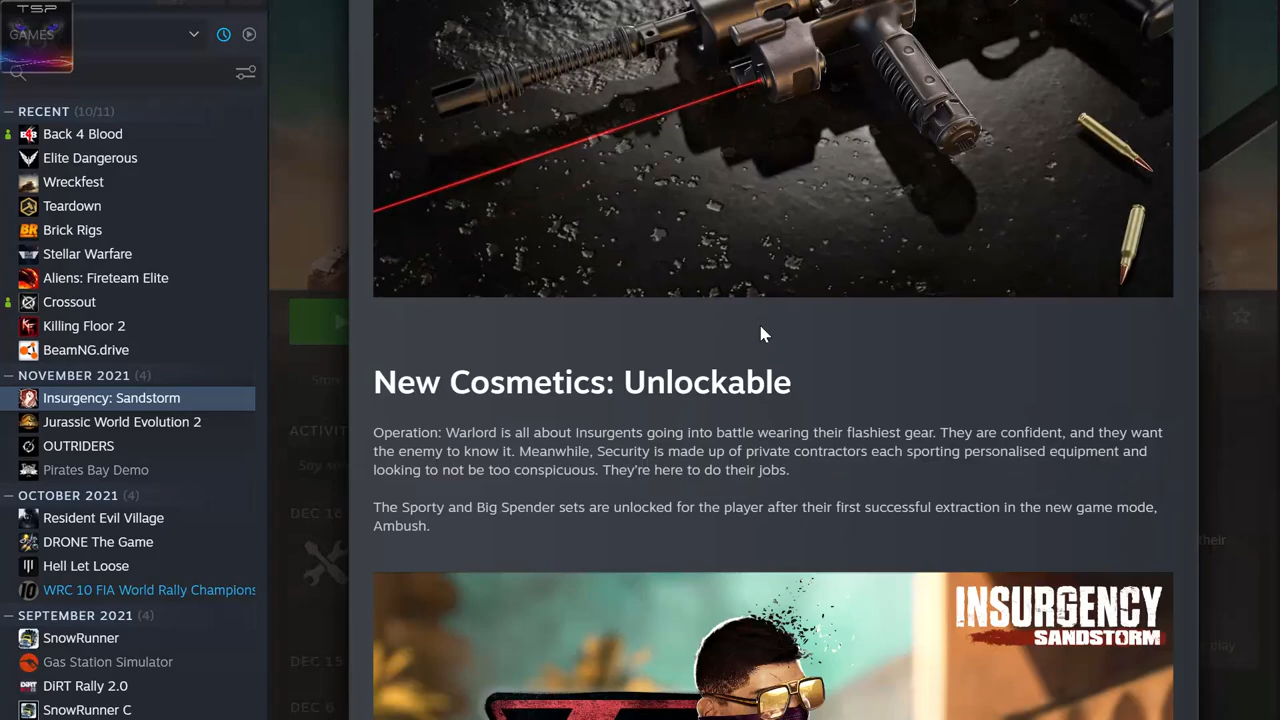 TSP
GAMES
RECENT (10/11)
Back 4 Blood
Elite Dangerous
Wreckfest
Teardown
Brick Rigs
Stellar Warfare
Aliens: Fireteam Elite
Crossout
Killing Floor 2
BeamNG.drive
NOVEMBER 2021 (4)
Insurgency: Sandstorm
Jurassic World Evolution 2
OUTRIDERS
Pirates Bay Demo
OCTOBER 2021 (4)
Resident Evil Village
DRONE The Game
Hell Let Loose
WRC 10 FIA World Rally Champions
SEPTEMBER 2021 (4)
SnowRunner
Gas Station Simulator
DiRT Rally 2.0
SnowRunner C
New Cosmetics: Unlockable
Operation: Warlord is all about Insurgents going into battle wearing their flashiest gear. They are confident, and they want
the enemy to know it. Meanwhile, Security is made up of private contractors each sporting personalised equipment and
looking to not be too conspicuous. They're here to do their jobs.
The Sporty and Big Spender sets are unlocked for the player after their first successful extraction in the new game mode,
Ambush.
INSURGENCY
SANDSTORM
DEC 15
DEC 6